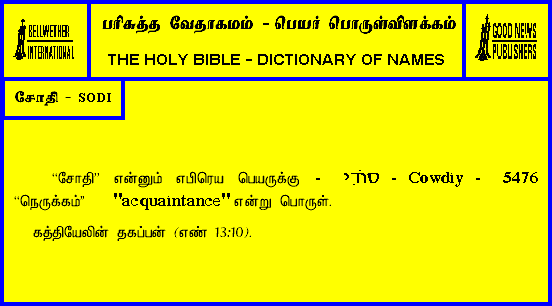 BELLWETHER
INTERNATIONAL
பரிசுத்த வேதாகமம் - பெயர் பொருள்விளக்கம்
THE HOLY BIBLE - DICTIONARY OF NAMES
GOOD NEWS
PUBLISHERS
சோதி - SODI
“சோதி” என்னும் எபிரெய பெயருக்கு - סוֹדִי - Cowdiy - 5476
“நெருக்கம்” "acquaintance" என்று பொருள்.
கத்தியேலின் தகப்பன் (எண் 13:10).